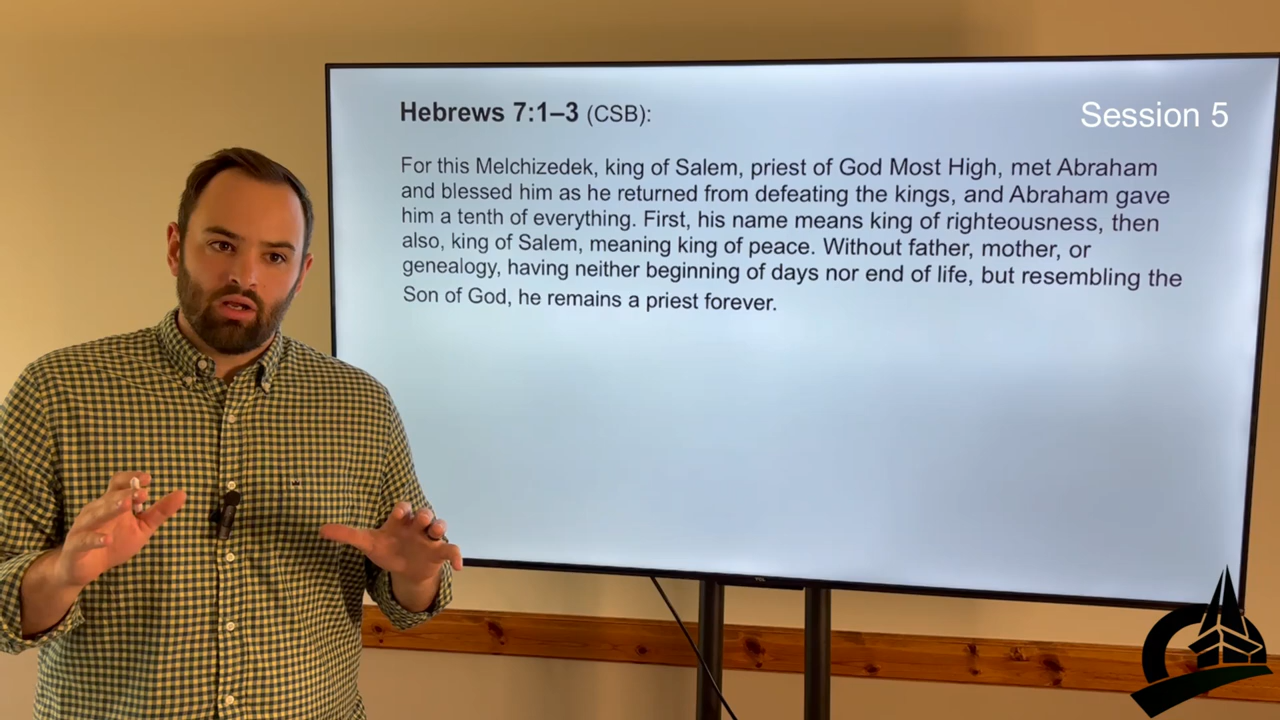 Hebrews 7:1–3 (CSB):
Session 5
For this Melchizedek, king of Salem, priest of God Most High, met Abraham
and blessed him as he returned from defeating the kings, and Abraham gave
him a tenth of everything. First, his name means king of righteousness, then
also, king of Salem, meaning king of peace. Without father, mother, or
genealogy, having neither beginning of days nor end of life, but resembling the
Son of God, he remains a priest forever.
TCL